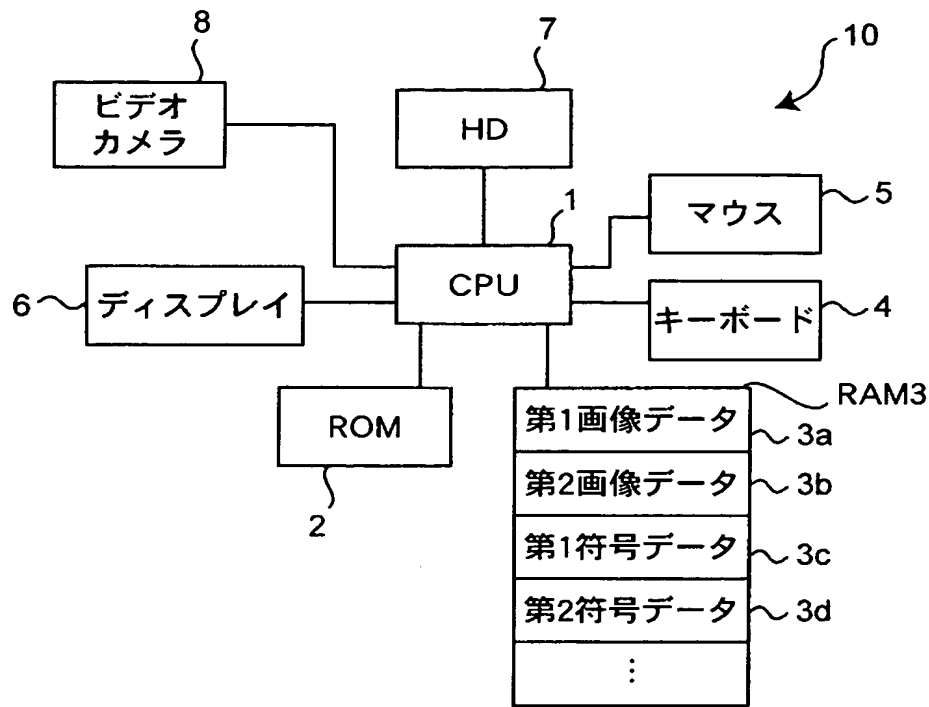 8
7
10
ビデオ
カメラ
HD
1
マウス
5
CPU
6
ディスプレイ
キーボード
4
ROM
2
RAM3
第1画像データ
3a
第2画像データ
3b
第1符号データ
3c
第2符号データ
3d
⋮